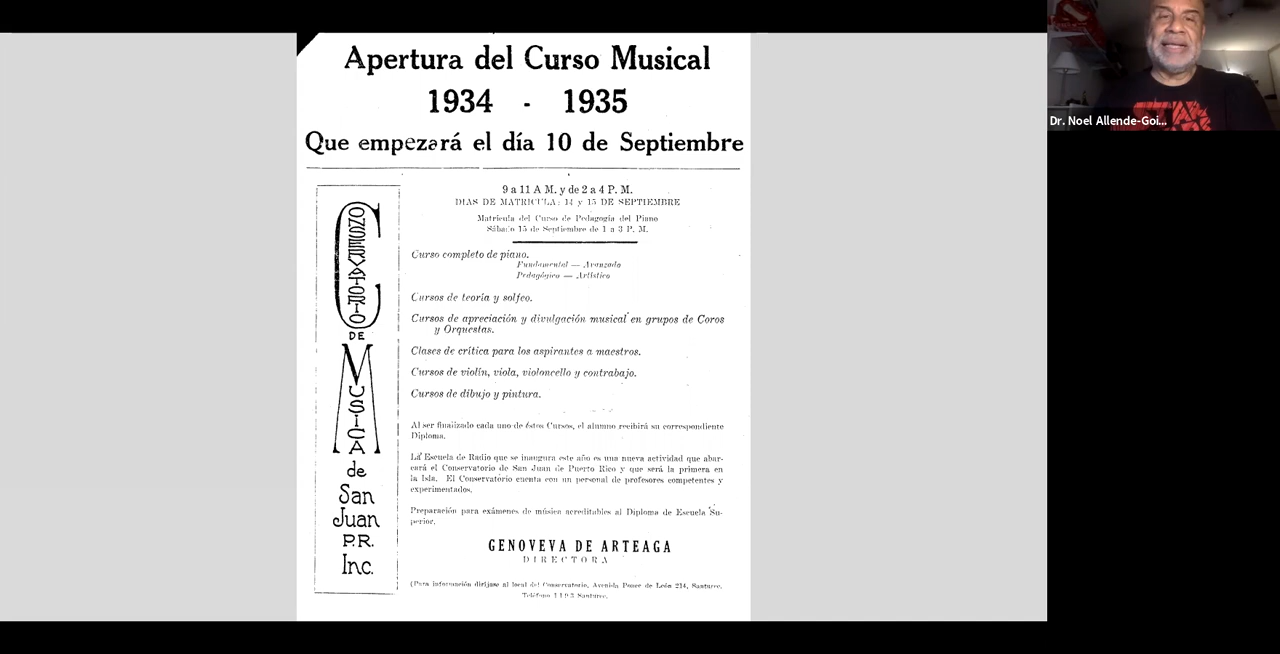 Apertura del Curso Musical
1934 - 1935
Que empezará el día 10 de Septiembre
CONSERVATORIO
DE
MUSICA
de
San
Juan
P.R.
Inc.
9 a 11 A M. y de 2 a 4 P. M.
DIAS DE MATRICULA: 14 y 15 DE SEPTIEMBRE
Matrícula del Curso de Pedagogía del Piano
Sábado 15 de Septiembre de 1 a 3 P. M.
Curso completo de piano.
Fundamental — Avanzado
Pedagógico — Artístico
Cursos de teoría y solfeo.
Cursos de apreciación y divulgación musical en grupos de Coros
y Orquestas.
Clases de crítica para los aspirantes a maestros.
Cursos de violín, viola, violoncello y contrabajo.
Cursos de dibujo y pintura.
Al ser finalizado cada uno de éstos Cursos, el alumno recibirá su correspondiente
Diploma.
La Escuela de Radio que se inaugura este año es una nueva actividad que abar-
cará el Conservatorio de San Juan de Puerto Rico y que será la primera en
la Isla. El Conservatorio cuenta con un personal de profesores competentes y
experimentados.
Preparación para exámenes de música acreditables al Diploma de Escuela Su-
perior.
GENOVEVA DE ARTEAGA
DIRECTORA
(Para información diríjase al local del Conservatorio, Avenida Ponce de León 214, Santurce.
Teléfono Santurce.
Dr. Noel Allende-Goi...